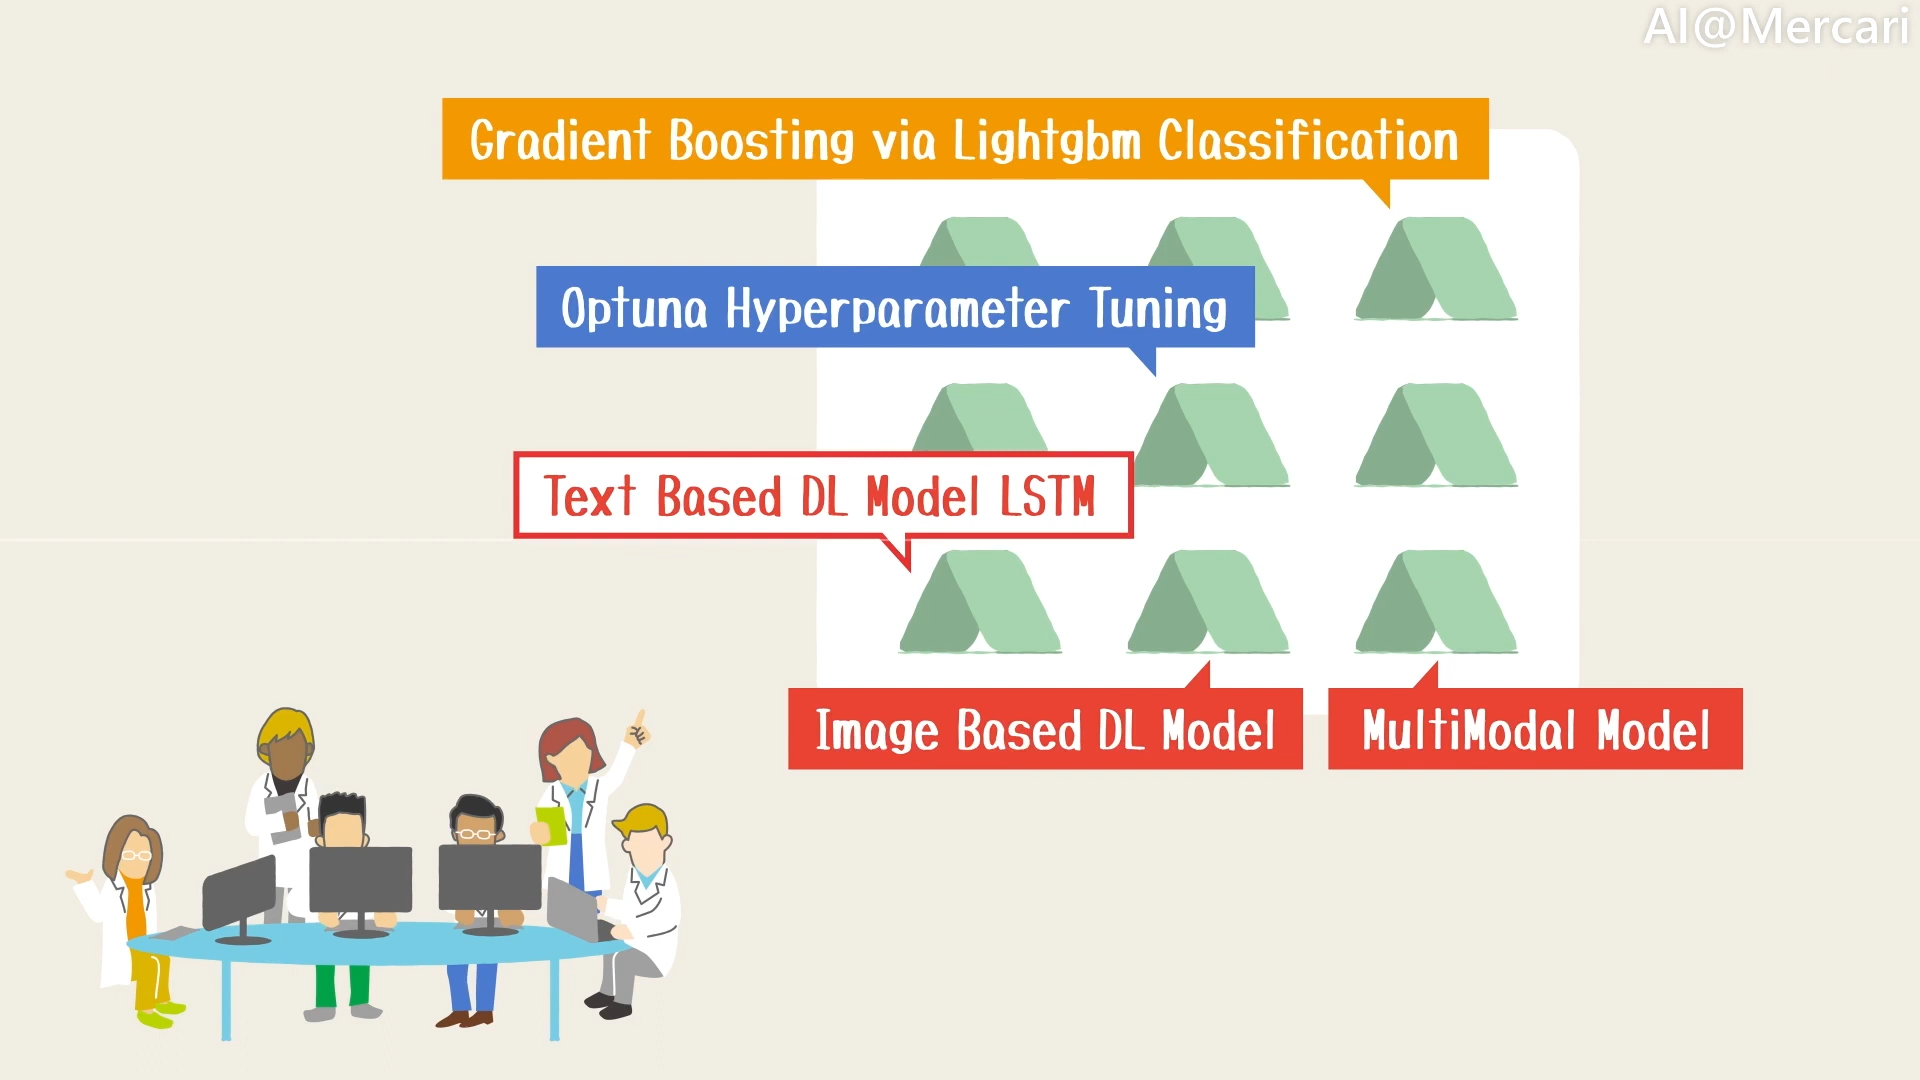 AI@Mercari
Gradient Boosting via Lightgbm Classification
Optuna Hyperparameter Tuning
Text Based DL Model LSTM
Image Based DL Model
MultiModal Model